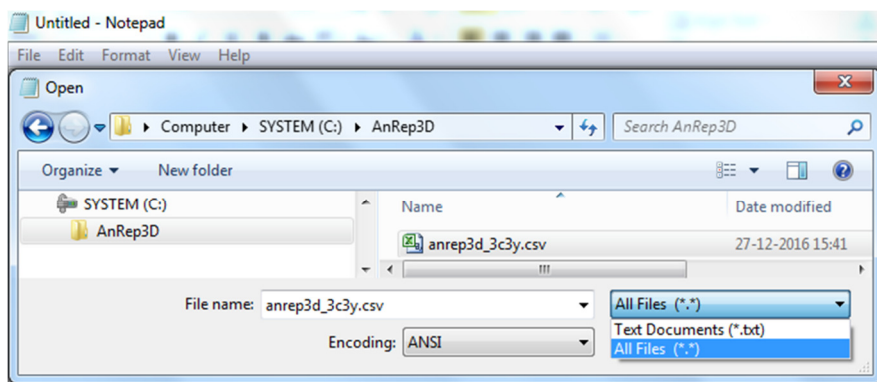 Untitled - Notepad
File Edit Format View Help
Open
Computer SYSTEM (C:) AnRep3D
Search AnRep3D
Organize New folder
SYSTEM (C:)
AnRep3D
Name Date modified
anrep3d_3c3y.csv 27-12-2016 15:41
File name: anrep3d_3c3y.csv All Files (*.*)
Text Documents (*.txt)
Encoding: ANSI All Files (*.*)